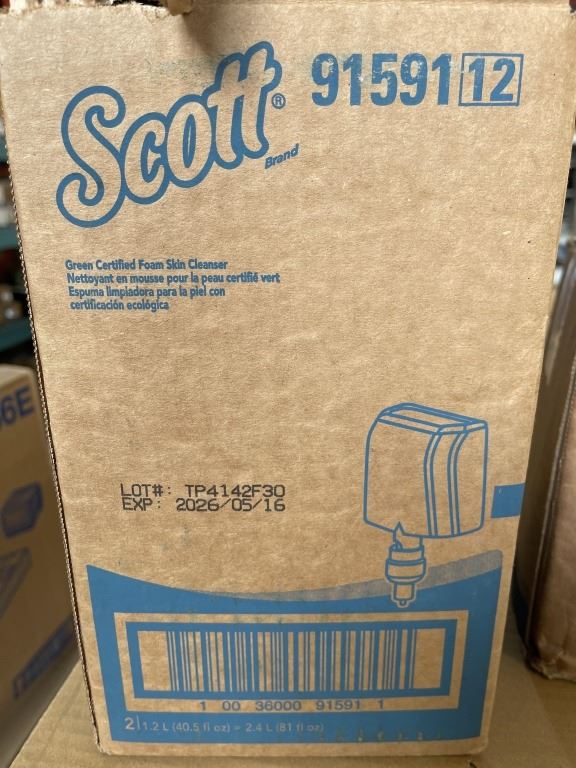 Scott® 91591 12
Brand
Green Certified Foam Skin Cleanser
Nettoyant en mousse pour la peau certifié vert
Espuma limpiadora para la piel con
certificación ecológica
6E
LOT#: TP4142F30
EXP: 2026/05/16
1 00 36000 91591 1
2|1.2 L (40.5 fl oz) = 2.4 L (81 fl oz)